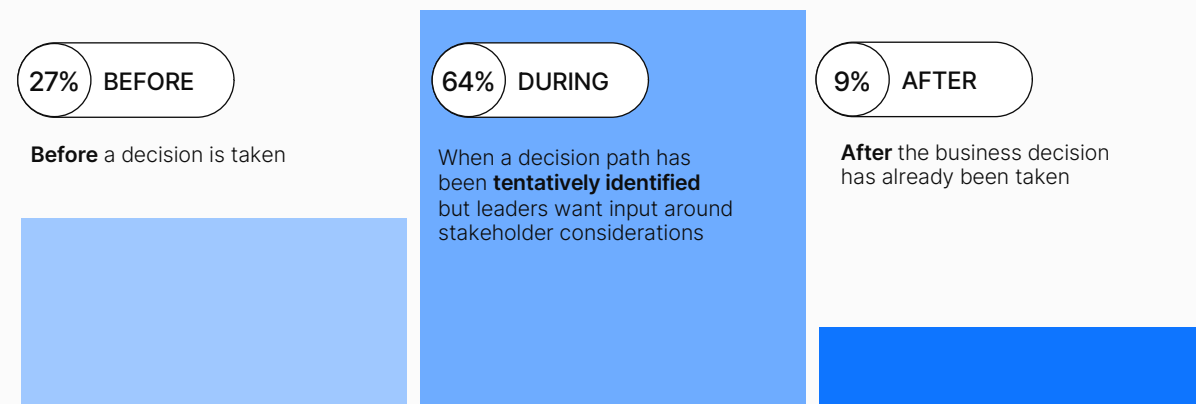 27% BEFORE
Before a decision is taken
64% DURING
When a decision path has
been tentatively identified
but leaders want input around
stakeholder considerations
9% AFTER
After the business decision
has already been taken